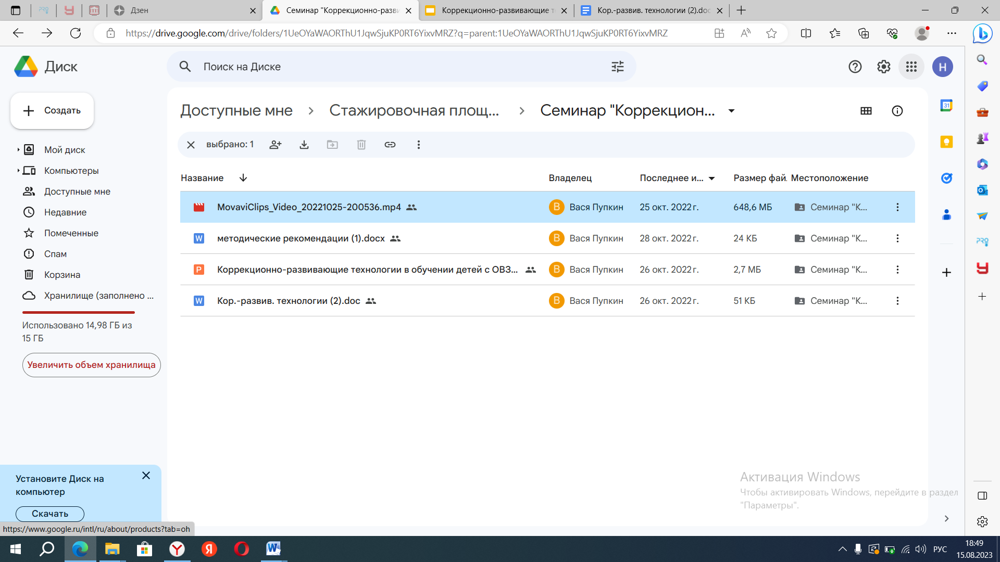 Дзен
Семинар "Коррекционно-разви
Коррекционно-развивающие т
Кор.-развив. технологии (2).doc
https://drive.google.com/drive/folders/1UeOYaWAORThU1JqwSjuKP0RT6YixvMRZ?q=parent:1UeOYaWAORThU1JqwSjuKP0RT6YixvMRZ
Диск
Поиск на Диске
H
Создать
Доступные мне
Стажировочная площ...
Семинар "Коррекцион...
выбрано: 1
Мой диск
Компьютеры
Доступные мне
Недавние
Помеченные
Спам
Корзина
Хранилище (заполнено ...
Использовано 14,98 ГБ из
15 ГБ
Увеличить объем хранилища
Название Владелец Последнее и... Размер фай. Местоположение
MovaviClips_Video_20221025-200536.mp4 В Вася Пупкин 25 окт. 2022 г. 648,6 МБ Семинар "К...
W методические рекомендации (1).docx В Вася Пупкин 28 окт. 2022 г. 24 КБ Семинар "К...
P Коррекционно-развивающие технологии в обучении детей с ОВЗ... В Вася Пупкин 26 окт. 2022 г. 2,7 МБ Семинар "К...
W Кор.-развив. технологии (2).doc В Вася Пупкин 26 окт. 2022 г. 51 КБ Семинар "К...
31
Установите Диск на
компьютер
Скачать
Активация Windows
Чтобы активировать Windows, перейдите в раздел
"Параметры".
https://www.google.ru/intl/ru/about/products?tab=oh
РУС
18:49
15.08.2023